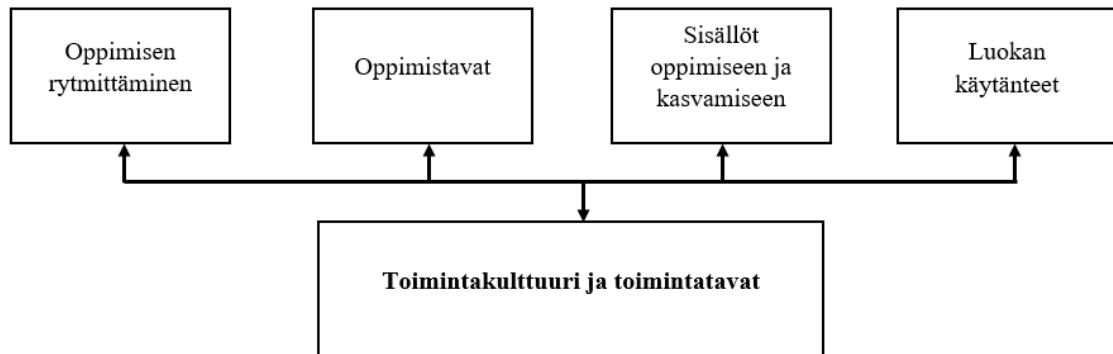 Oppimisen
rytmittäminen
Oppimistavat
Sisällöt
oppimiseen ja
kasvamiseen
Luokan
käytänteet
Toimintakulttuuri ja toimintatavat